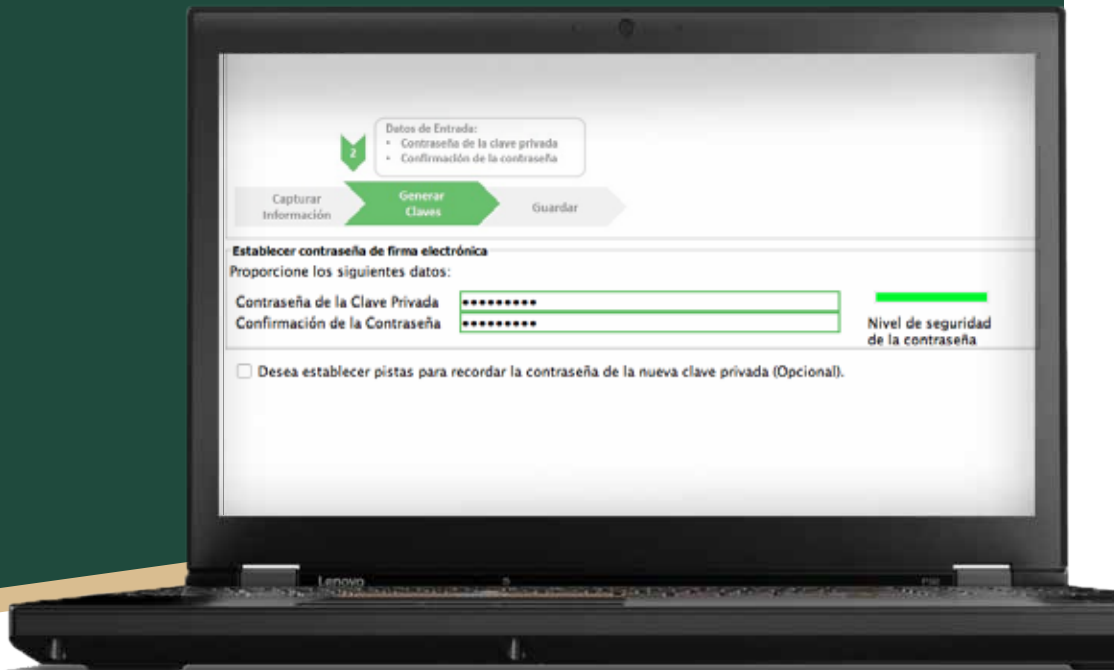 2
Datos de Entrada:
• Contraseña de la clave privada
• Confirmación de la contraseña
Capturar
Información
Generar
Claves
Guardar
Establecer contraseña de firma electrónica
Proporcione los siguientes datos:
Contraseña de la Clave Privada •••••••••
Confirmación de la Contraseña •••••••••
Nivel de seguridad
de la contraseña
Desea establecer pistas para recordar la contraseña de la nueva clave privada (Opcional).
Lenovo